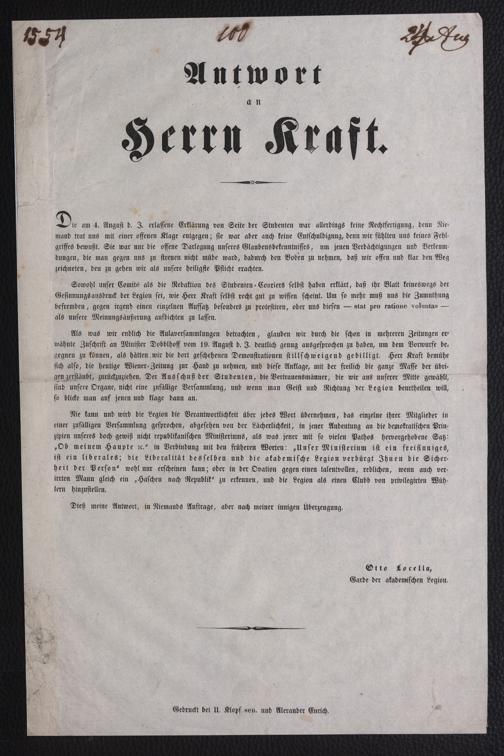 1554
100
24 Aug
Antwort
an
Herrn Kraft.
Die am 4. August d. J. erlassene Erklärung von Seite der Studenten war allerdings keine Rechtfertigung, denn Nie-
mand trat uns mit einer offenen Klage entgegen; sie war aber auch keine Entschuldigung, denn wir fühlten uns keines Fehl-
griffes bewußt. Sie war nur die offene Darlegung unseres Glaubensbekenntnisses, um jenen Verdächtigungen und Verleum-
dungen, die man gegen uns zu streuen nicht müde ward, dadurch den Boden zu nehmen, daß wir offen und klar den Weg
zeichneten, den zu gehen wir als unsere heiligste Pflicht erachten.
Sowohl unser Comité als die Redaktion des Studenten-Couriers selbst haben erklärt, daß ihr Blatt keineswegs der
Gesinnungsausdruck der Legion sei, wie Herr Kraft selbst recht gut zu wissen scheint. Um so mehr muß uns die Zumuthung
befremden, gegen irgend einen einzelnen Aufsatz besonders zu protestiren, oder uns diesen — stat pro ratione voluntas —
als unsere Meinungsäußerung aufbichten zu lassen.
Als was wir endlich die Aulaversammlungen betrachten, glauben wir durch die schon in mehreren Zeitungen er-
wähnte Zuschrift an Minister Doblhoff vom 19. August d. J. deutlich genug ausgesprochen zu haben, um dem Vorwurfe be-
gegnen zu können, als hätten wir die dort geschehenen Demonstrationen stillschweigend gebilligt. Herr Kraft bemühe
sich also, die heutige Wiener-Zeitung zur Hand zu nehmen, und diese Anklage, mit der freilich die ganze Masse der übri-
gen zerstäubt, zurückzuziehen. Der Ausschuß der Studenten, die Vertrauensmänner, die wir aus unserer Mitte gewählt,
sind unsere Organe, nicht eine zufällige Versammlung, und wenn man Geist und Richtung der Legion beurtheilen will,
so blicke man auf jenen und klage dann an.
Nie kann und wird die Legion die Verantwortlichkeit über jedes Wort übernehmen, das einzelne ihrer Mitglieder in
einer zufälligen Versammlung gesprochen, abgesehen von der Lächerlichkeit, in jener Andeutung an die demokratischen Prin-
zipien unseres doch gewiß nicht republikanischen Ministeriums, als was jener mit so vielen Pathos hervorgehobene Satz:
„Ob meinem Haupte ꝛc.“ in Verbindung mit den früheren Worten: „Unser Ministerium ist ein freisinniges,
ist ein liberales; die Liberalität desselben und die akademische Legion verbürgt Ihnen die Sicher-
heit der Person“ wohl nur erscheinen kann; oder in der Ovation gegen einen talentvollen, redlichen, wenn auch ver-
irrten Mann gleich ein „Haschen nach Republik“ zu erkennen, und die Legion als einen Clubb von privilegirten Wüh-
lern hinzustellen.
Dieß meine Antwort, in Niemands Auftrage, aber nach meiner innigen Überzeugung.
Otto Locella,
Garde der akademischen Legion.
Gedruckt bei U. Klopf sen. und Alexander Eurich.